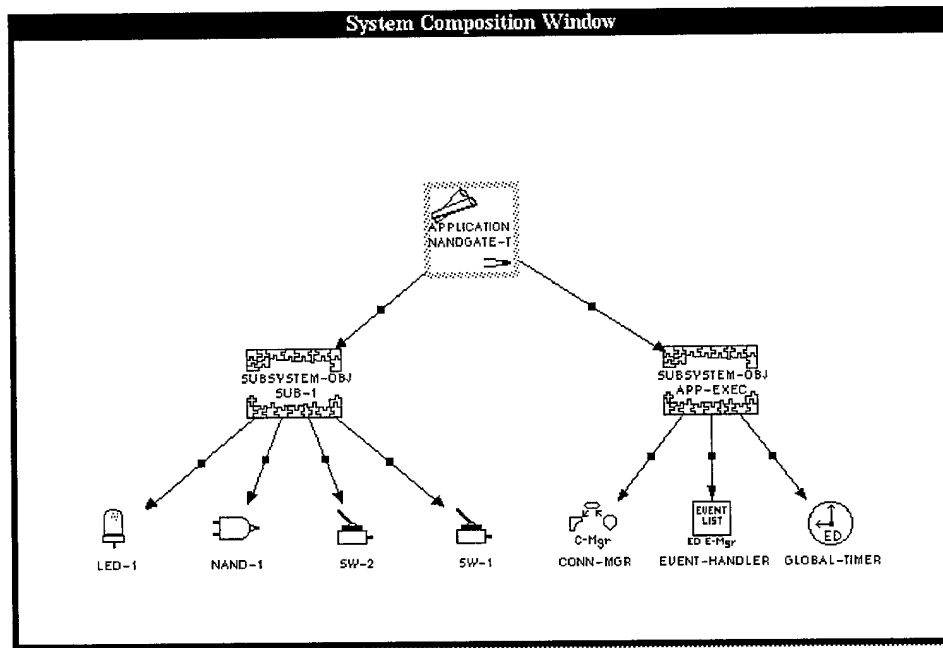 System Composition Window
APPLICATION
NANDGATE-T
SUBSYSTEM-OBJ
SUB-1
SUBSYSTEM-OBJ
APP-EXEC
LED-1
NAND-1
SW-2
SW-1
C-Mgr
CONN-MGR
EVENT
LIST
ED E-Mgr
EVENT-HANDLER
ED
GLOBAL-TIMER